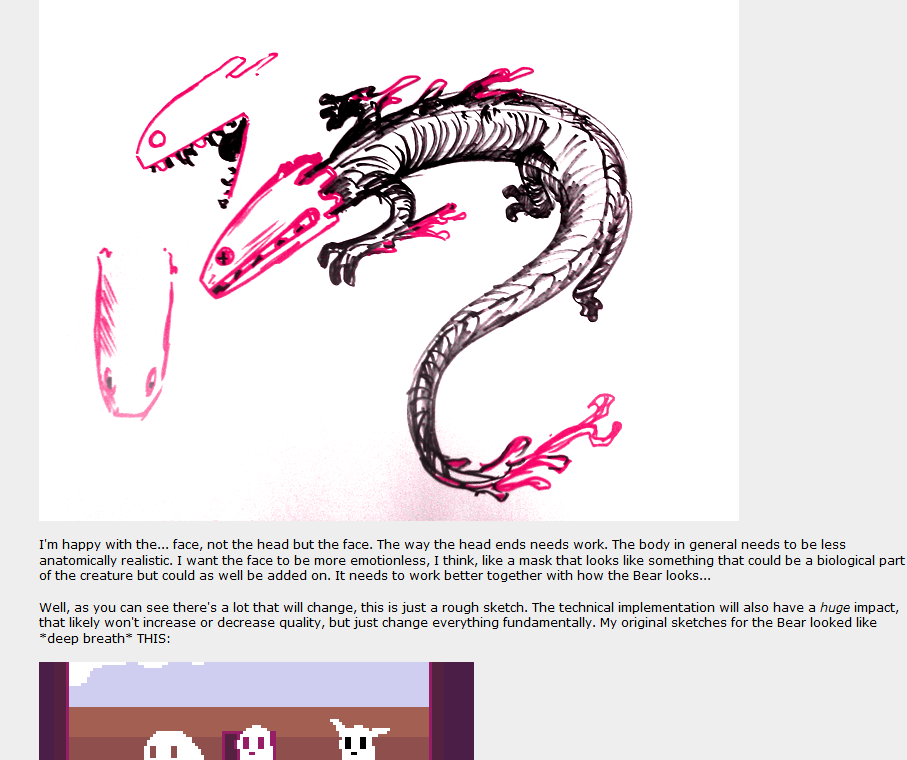 I'm happy with the... face, not the head but the face. The way the head ends needs work. The body in general needs to be less
anatomically realistic. I want the face to be more emotionless, I think, like a mask that looks like something that could be a biological part
of the creature but could as well be added on. It needs to work better together with how the Bear looks...
Well, as you can see there's a lot that will change, this is just a rough sketch. The technical implementation will also have a huge impact,
that likely won't increase or decrease quality, but just change everything fundamentally. My original sketches for the Bear looked like
*deep breath* THIS: